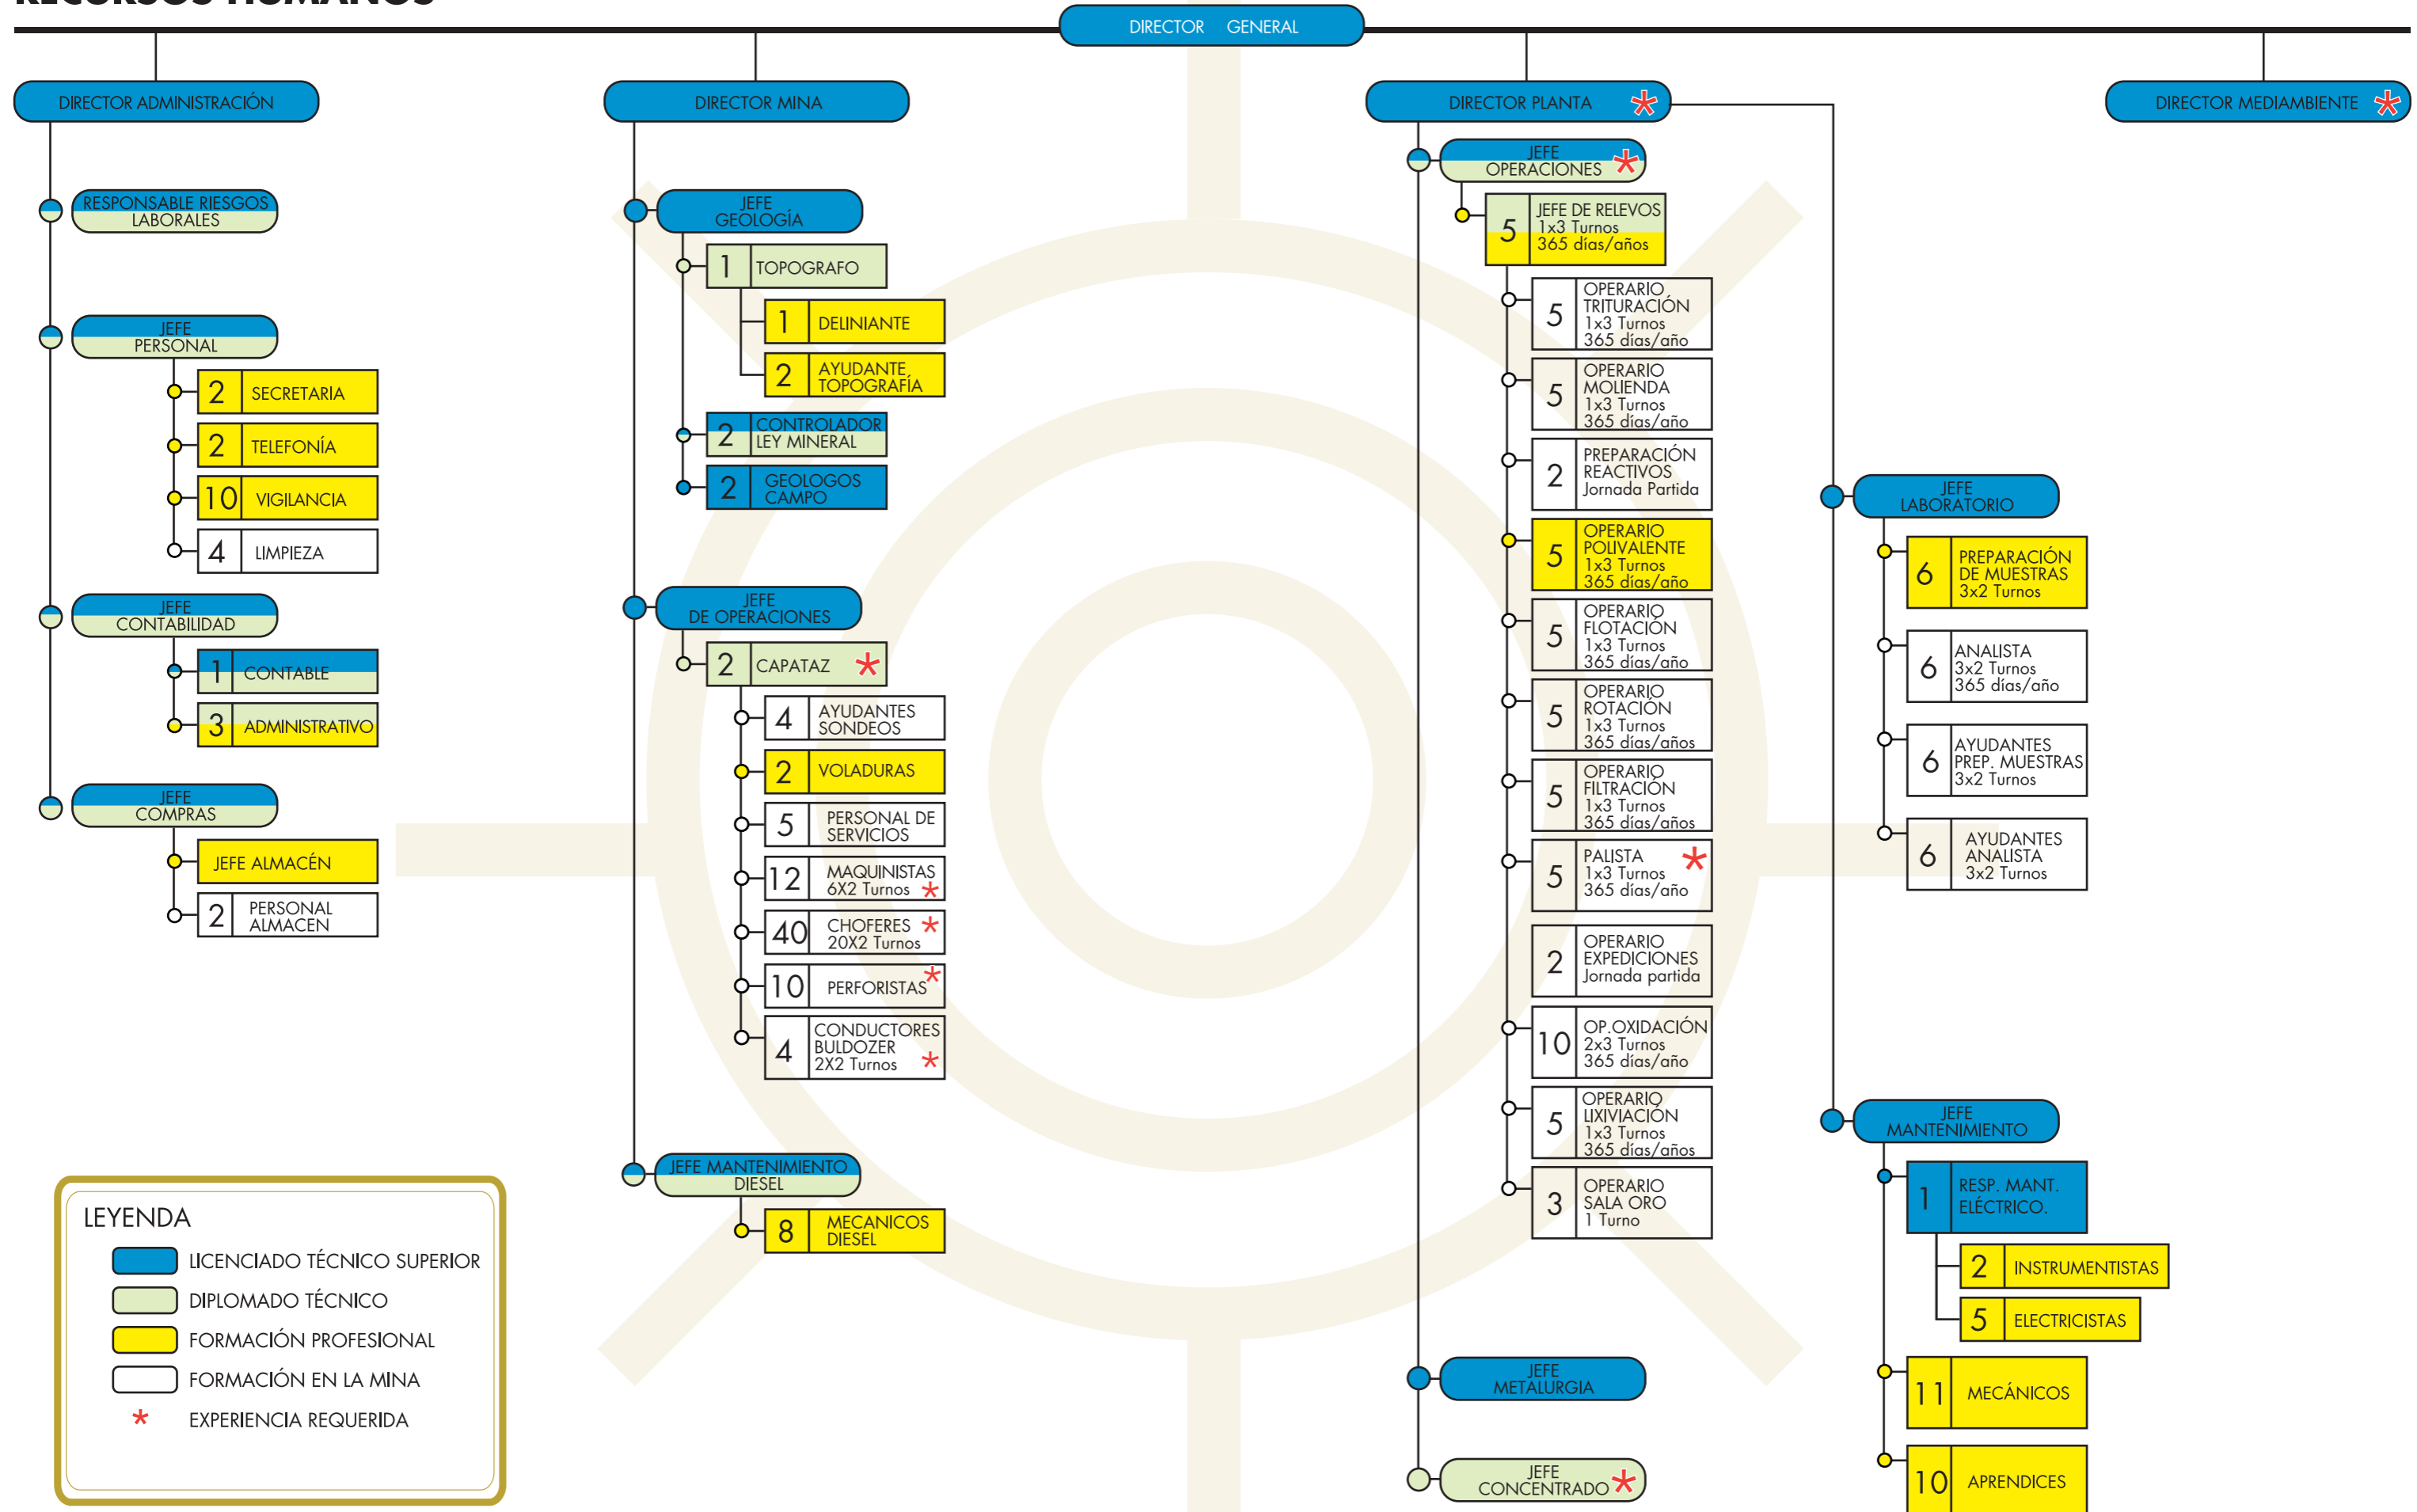 RECURSOS HUMANOS
DIRECTOR GENERAL
DIRECTOR ADMINISTRACIÓN
DIRECTOR MINA
DIRECTOR PLANTA *
DIRECTOR MEDIAMBIENTE *
RESPONSABLE RIESGOS
LABORALES
JEFE
PERSONAL
2 SECRETARIA
2 TELEFONÍA
10 VIGILANCIA
4 LIMPIEZA
JEFE
CONTABILIDAD
1 CONTABLE
3 ADMINISTRATIVO
JEFE
COMPRAS
JEFE ALMACÉN
2 PERSONAL
ALMACEN
JEFE
GEOLOGÍA
1 TOPOGRAFO
1 DELINIANTE
2 AYUDANTE
TOPOGRAFÍA
2 CONTROLADOR
LEY MINERAL
2 GEOLOGOS
CAMPO
JEFE
DE OPERACIONES
2 CAPATAZ *
4 AYUDANTES
SONDEOS
2 VOLADURAS
5 PERSONAL DE
SERVICIOS
12 MAQUINISTAS
6X2 Turnos *
40 CHOFERES *
20X2 Turnos
10 PERFORISTAS *
4 CONDUCTORES
BULDOZER
2X2 Turnos *
JEFE MANTENIMIENTO
DIESEL
8 MECANICOS
DIESEL
JEFE
OPERACIONES *
5 JEFE DE RELEVOS
1x3 Turnos
365 días/años
5 OPERARIO
TRITURACIÓN
1x3 Turnos
365 días/año
5 OPERARIO
MOLIENDA
1x3 Turnos
365 días/año
2 PREPARACIÓN
REACTIVOS
Jornada Partida
5 OPERARIO
POLIVALENTE
1x3 Turnos
365 días/año
5 OPERARIO
FLOTACIÓN
1x3 Turnos
365 días/año
5 OPERARIO
ROTACIÓN
1x3 Turnos
365 días/años
5 OPERARIO
FILTRACIÓN
1x3 Turnos
365 días/años
5 PALISTA *
1x3 Turnos
365 días/año
2 OPERARIO
EXPEDICIONES
Jornada partida
10 OP.OXIDACIÓN
2x3 Turnos
365 días/año
5 OPERARIO
LIXIVIACIÓN
1x3 Turnos
365 días/años
3 OPERARIO
SALA ORO
1 Turno
JEFE
METALURGIA
JEFE
CONCENTRADO *
JEFE
LABORATORIO
6 PREPARACIÓN
DE MUESTRAS
3x2 Turnos
6 ANALISTA
3x2 Turnos
365 días/año
6 AYUDANTES
PREP. MUESTRAS
3x2 Turnos
6 AYUDANTES
ANALISTA
3x2 Turnos
JEFE
MANTENIMIENTO
1 RESP. MANT.
ELÉCTRICO.
2 INSTRUMENTISTAS
5 ELECTRICISTAS
11 MECÁNICOS
10 APRENDICES
LEYENDA
LICENCIADO TÉCNICO SUPERIOR
DIPLOMADO TÉCNICO
FORMACIÓN PROFESIONAL
FORMACIÓN EN LA MINA
* EXPERIENCIA REQUERIDA